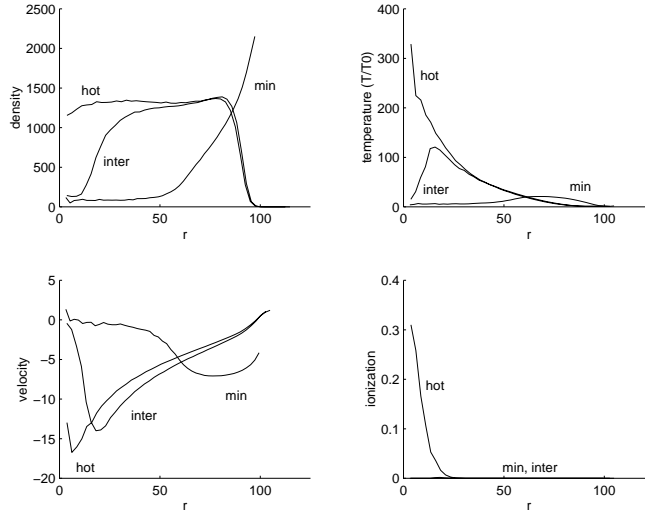 2500
2000
1500
1000
500
0
0
50
100
density
r
hot
inter
min
400
300
200
100
0
0
50
100
temperature (T/T0)
r
hot
inter
min
5
0
−5
−10
−15
−20
0
50
100
velocity
r
hot
inter
min
0.4
0.3
0.2
0.1
0
0
50
100
ionization
r
hot
min, inter